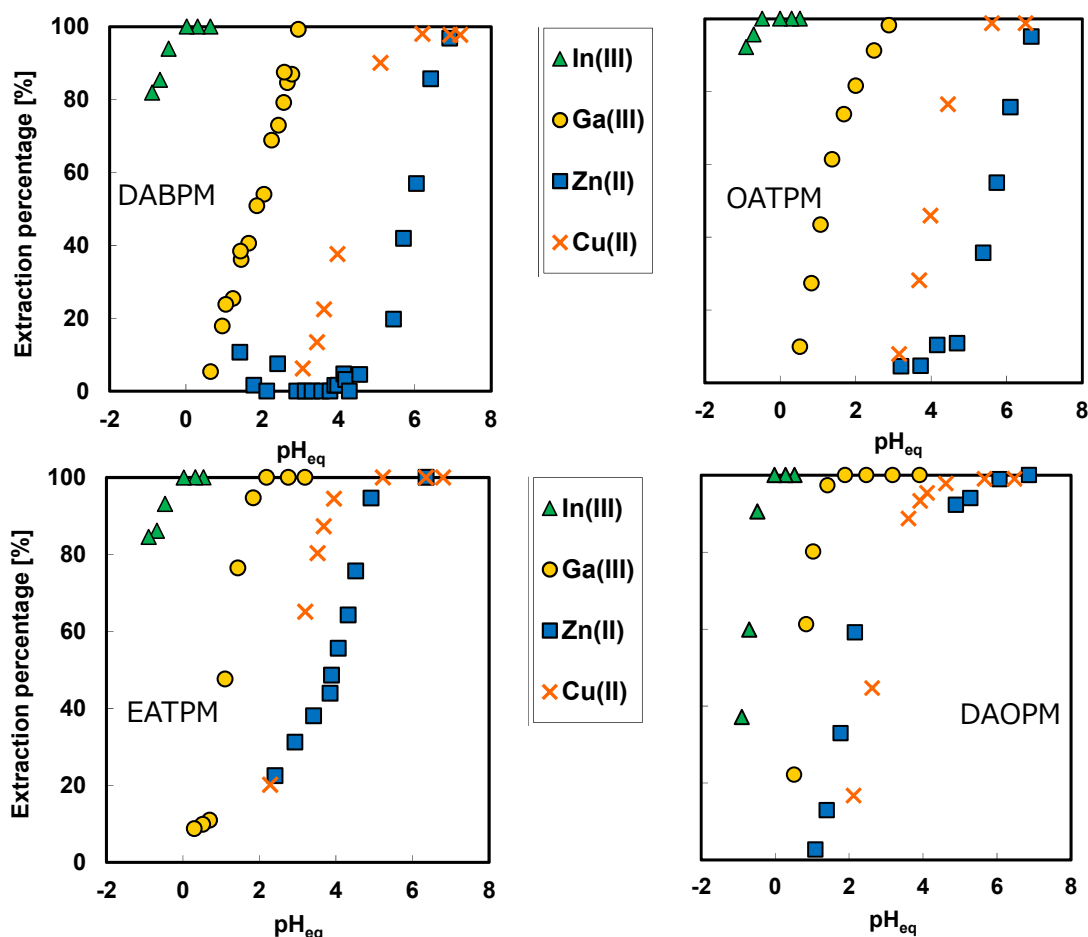 Extraction percentage [%]
100
80
60
40
20
0
DABPM
-2 0 2 4 6 8
pHeq
In(III)
Ga(III)
Zn(II)
Cu(II)
OATPM
-2 0 2 4 6 8
pHeq
Extraction percentage [%]
100
80
60
40
20
0
EATPM
-2 0 2 4 6 8
pHeq
In(III)
Ga(III)
Zn(II)
Cu(II)
DAOPM
-2 0 2 4 6 8
pHeq